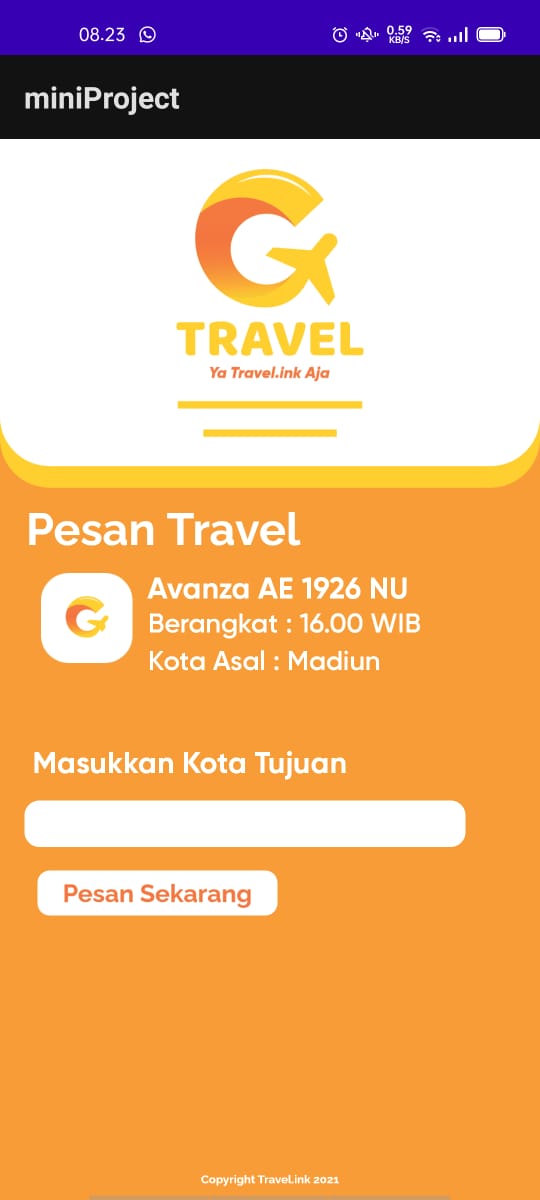 08.23
0.59
KB/S
miniProject
TRAVEL
Ya Travel.ink Aja
Pesan Travel
Avanza AE 1926 NU
Berangkat : 16.00 WIB
Kota Asal : Madiun
Masukkan Kota Tujuan
Pesan Sekarang
Copyright TraveLink 2021